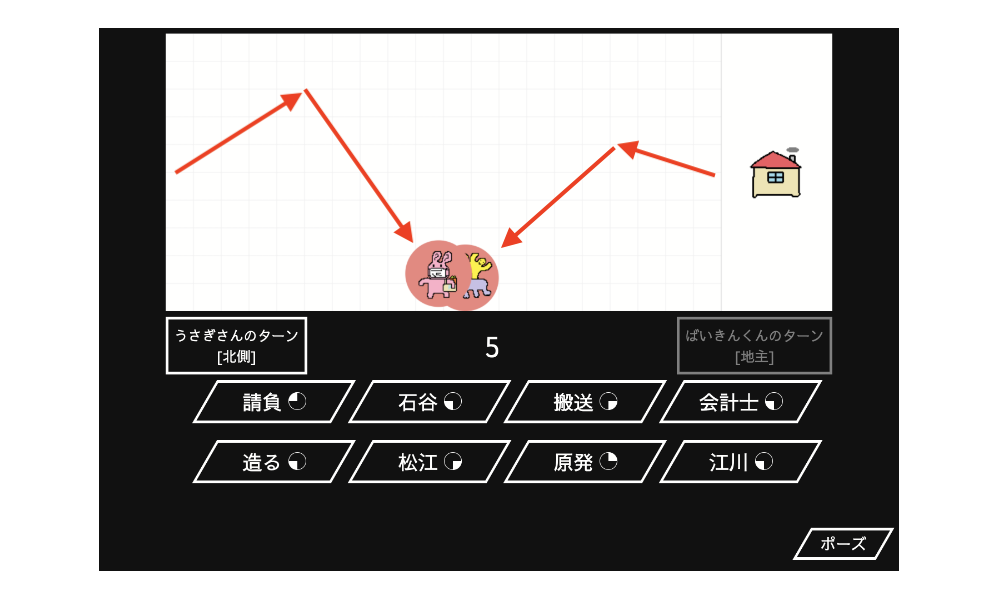 うさぎさんのターン
[北側]
5
ばいきんくんのターン
[地主]
請負
石谷
搬送
会計士
造る
松江
原発
江川
ポーズ